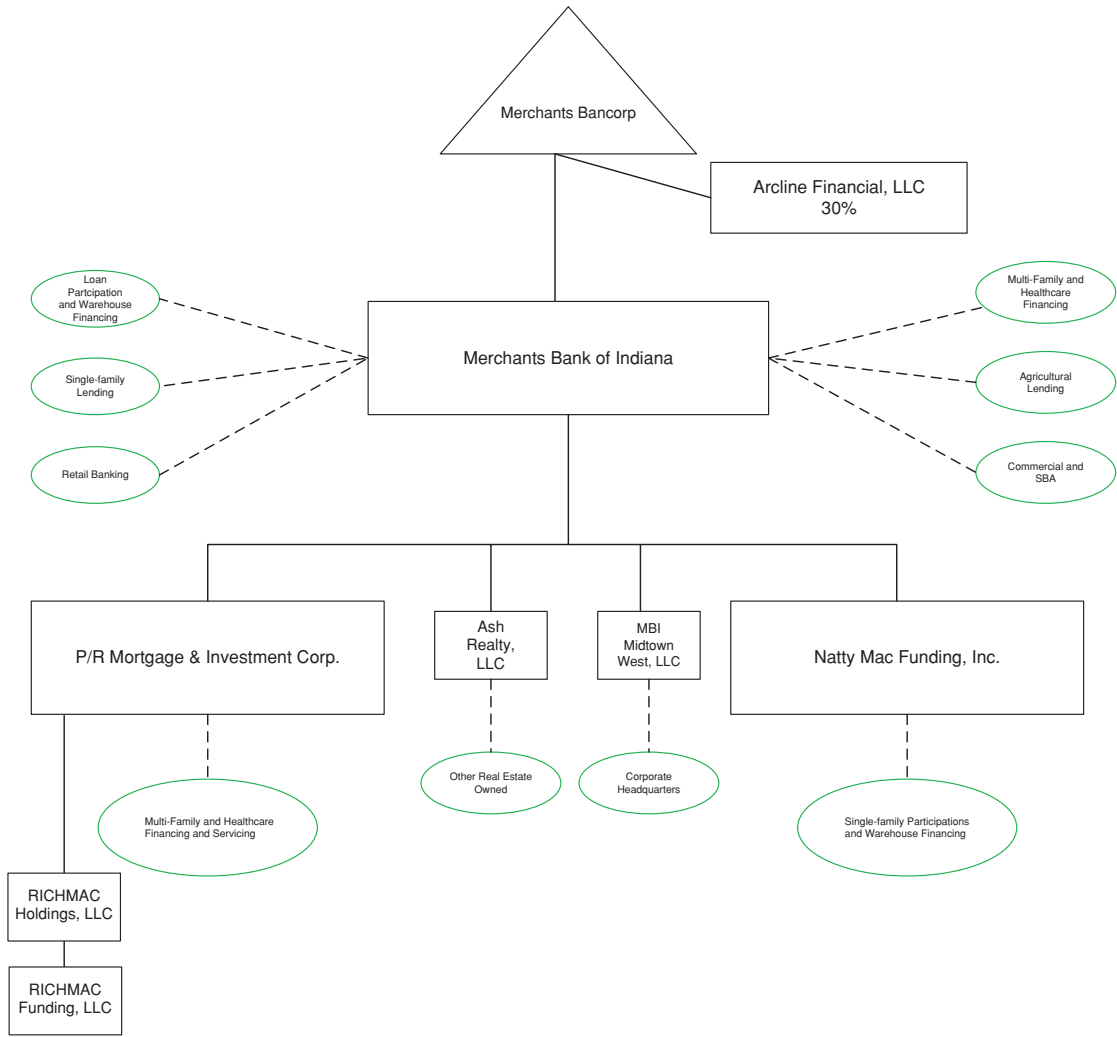 Merchants Bancorp
Arcline Financial, LLC
30%
Loan
Partcipation
and Warehouse
Financing
Multi-Family and
Healthcare
Financing
Merchants Bank of Indiana
Single-family
Lending
Agricultural
Lending
Retail Banking
Commercial and
SBA
P/R Mortgage & Investment Corp.
Ash
Realty,
LLC
MBI
Midtown
West, LLC
Natty Mac Funding, Inc.
Other Real Estate
Owned
Corporate
Headquarters
Multi-Family and Healthcare
Financing and Servicing
Single-family Participations
and Warehouse Financing
RICHMAC
Holdings, LLC
RICHMAC
Funding, LLC